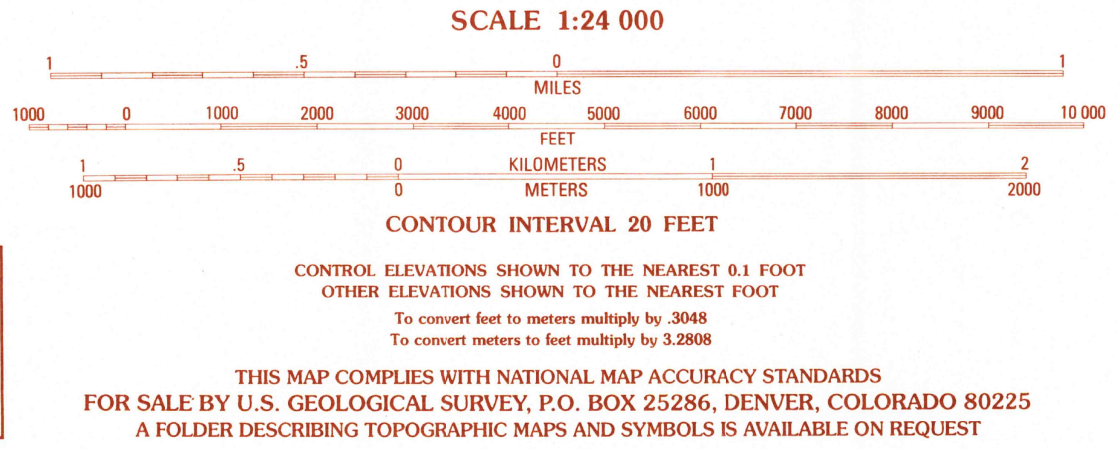 SCALE 1:24 000
1 .5 0 1
MILES
1000 0 1000 2000 3000 4000 5000 6000 7000 8000 9000 10 000
FEET
1 .5 0 KILOMETERS 1 2
1000 0 METERS 1000 2000
CONTOUR INTERVAL 20 FEET
CONTROL ELEVATIONS SHOWN TO THE NEAREST 0.1 FOOT
OTHER ELEVATIONS SHOWN TO THE NEAREST FOOT
To convert feet to meters multiply by .3048
To convert meters to feet multiply by 3.2808
THIS MAP COMPLIES WITH NATIONAL MAP ACCURACY STANDARDS
FOR SALE BY U.S. GEOLOGICAL SURVEY, P.O. BOX 25286, DENVER, COLORADO 80225
A FOLDER DESCRIBING TOPOGRAPHIC MAPS AND SYMBOLS IS AVAILABLE ON REQUEST